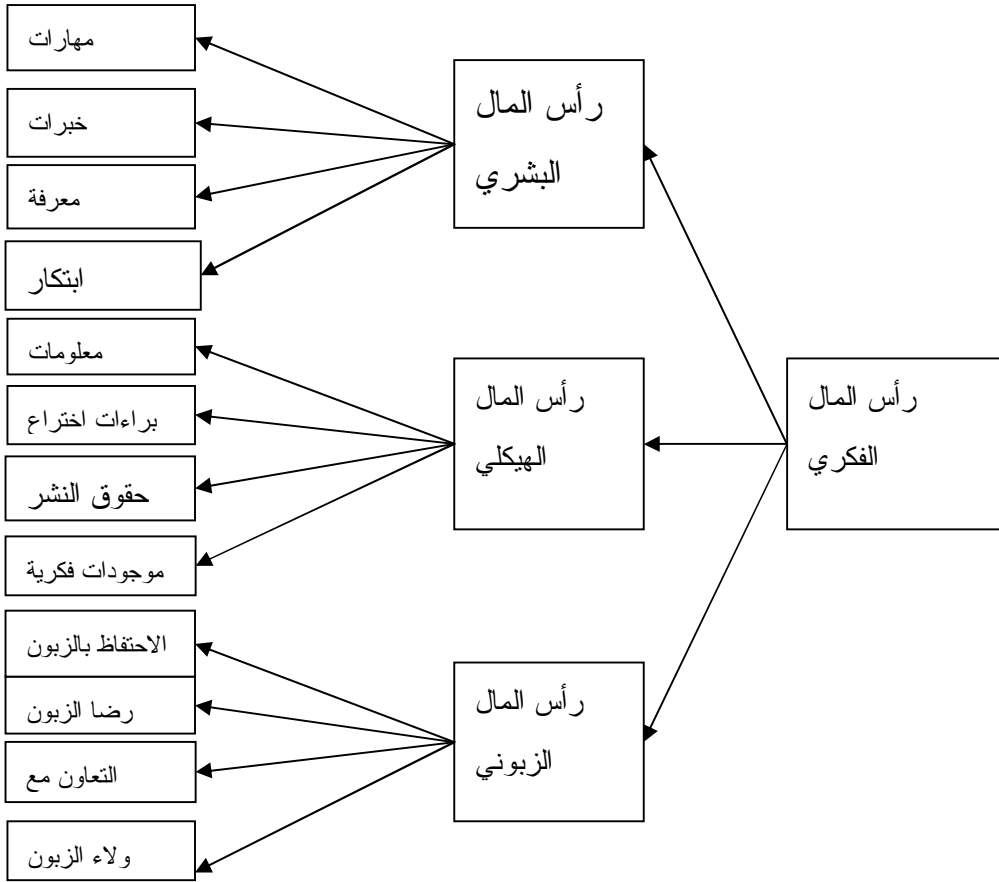 رأس المال
الفكري
رأس المال
البشري
مهارات
خبرات
معرفة
ابتكار
رأس المال
الهيكلي
معلومات
براءات اختراع
حقوق النشر
موجودات فكرية
رأس المال
الزبوني
الاحتفاظ بالزبون
رضا الزبون
التعاون مع
ولاء الزبون